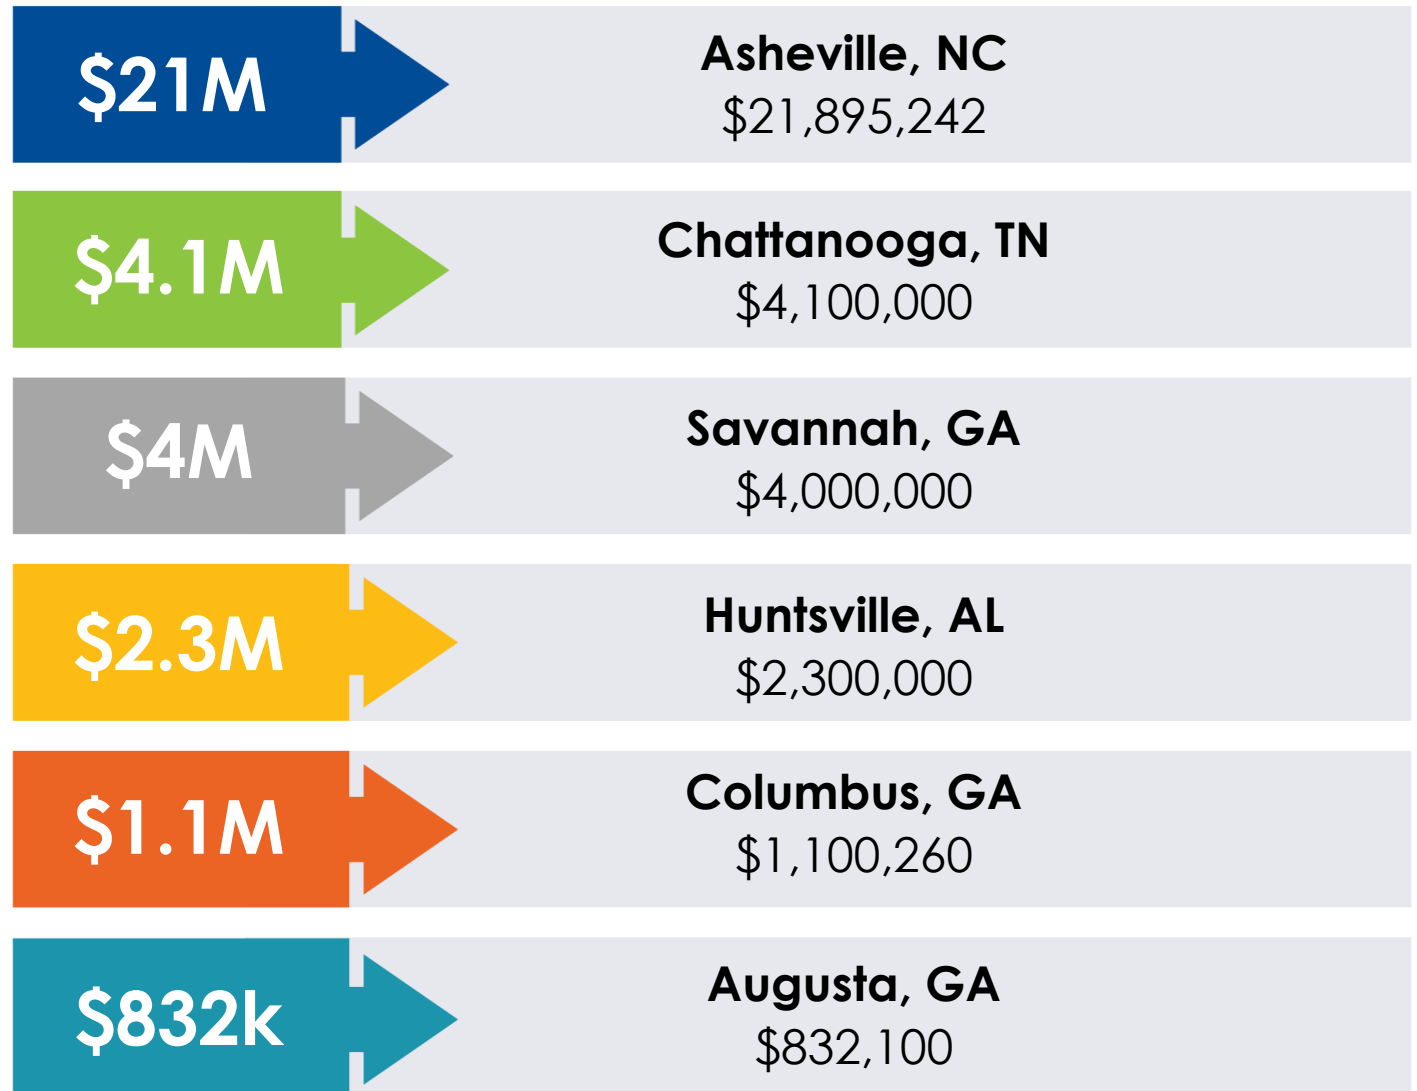 $21M
Asheville, NC
$21,895,242
$4.1M
Chattanooga, TN
$4,100,000
$4M
Savannah, GA
$4,000,000
$2.3M
Huntsville, AL
$2,300,000
$1.1M
Columbus, GA
$1,100,260
$832k
Augusta, GA
$832,100